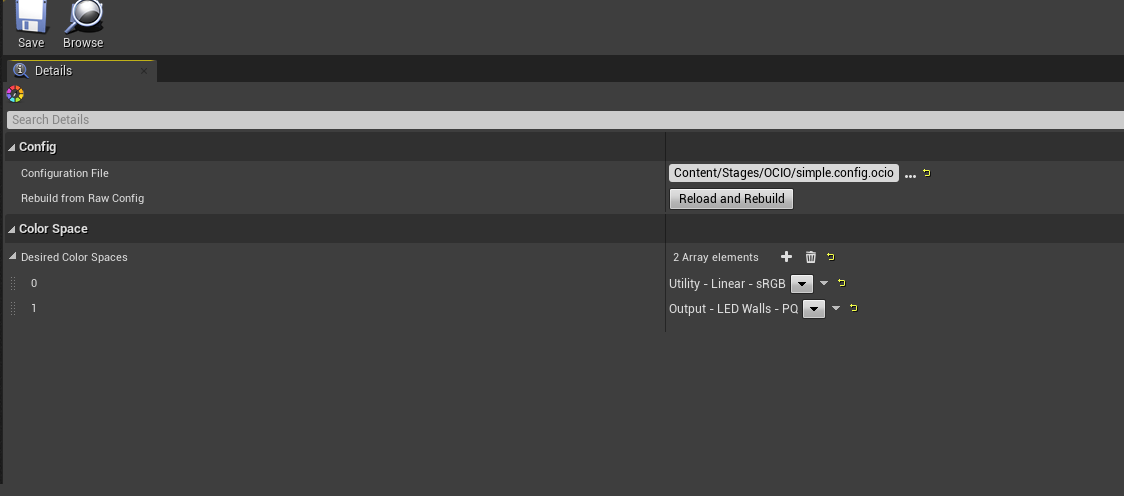 Save Browse
Details
Search Details
Config
Configuration File Content/Stages/OCIO/simple.config.ocio ...
Rebuild from Raw Config Reload and Rebuild
Color Space
Desired Color Spaces 2 Array elements
0 Utility - Linear - sRGB
1 Output - LED Walls - PQ